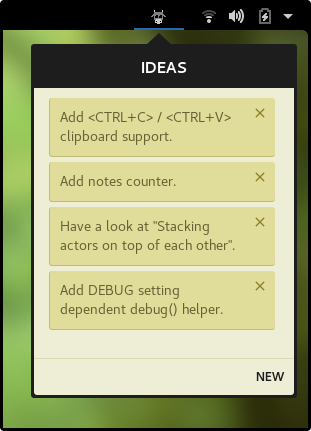 IDEAS
Add <CTRL+C> / <CTRL+V>
clipboard support.
Add notes counter.
Have a look at "Stacking
actors on top of each other".
Add DEBUG setting
dependent debug() helper.
NEW